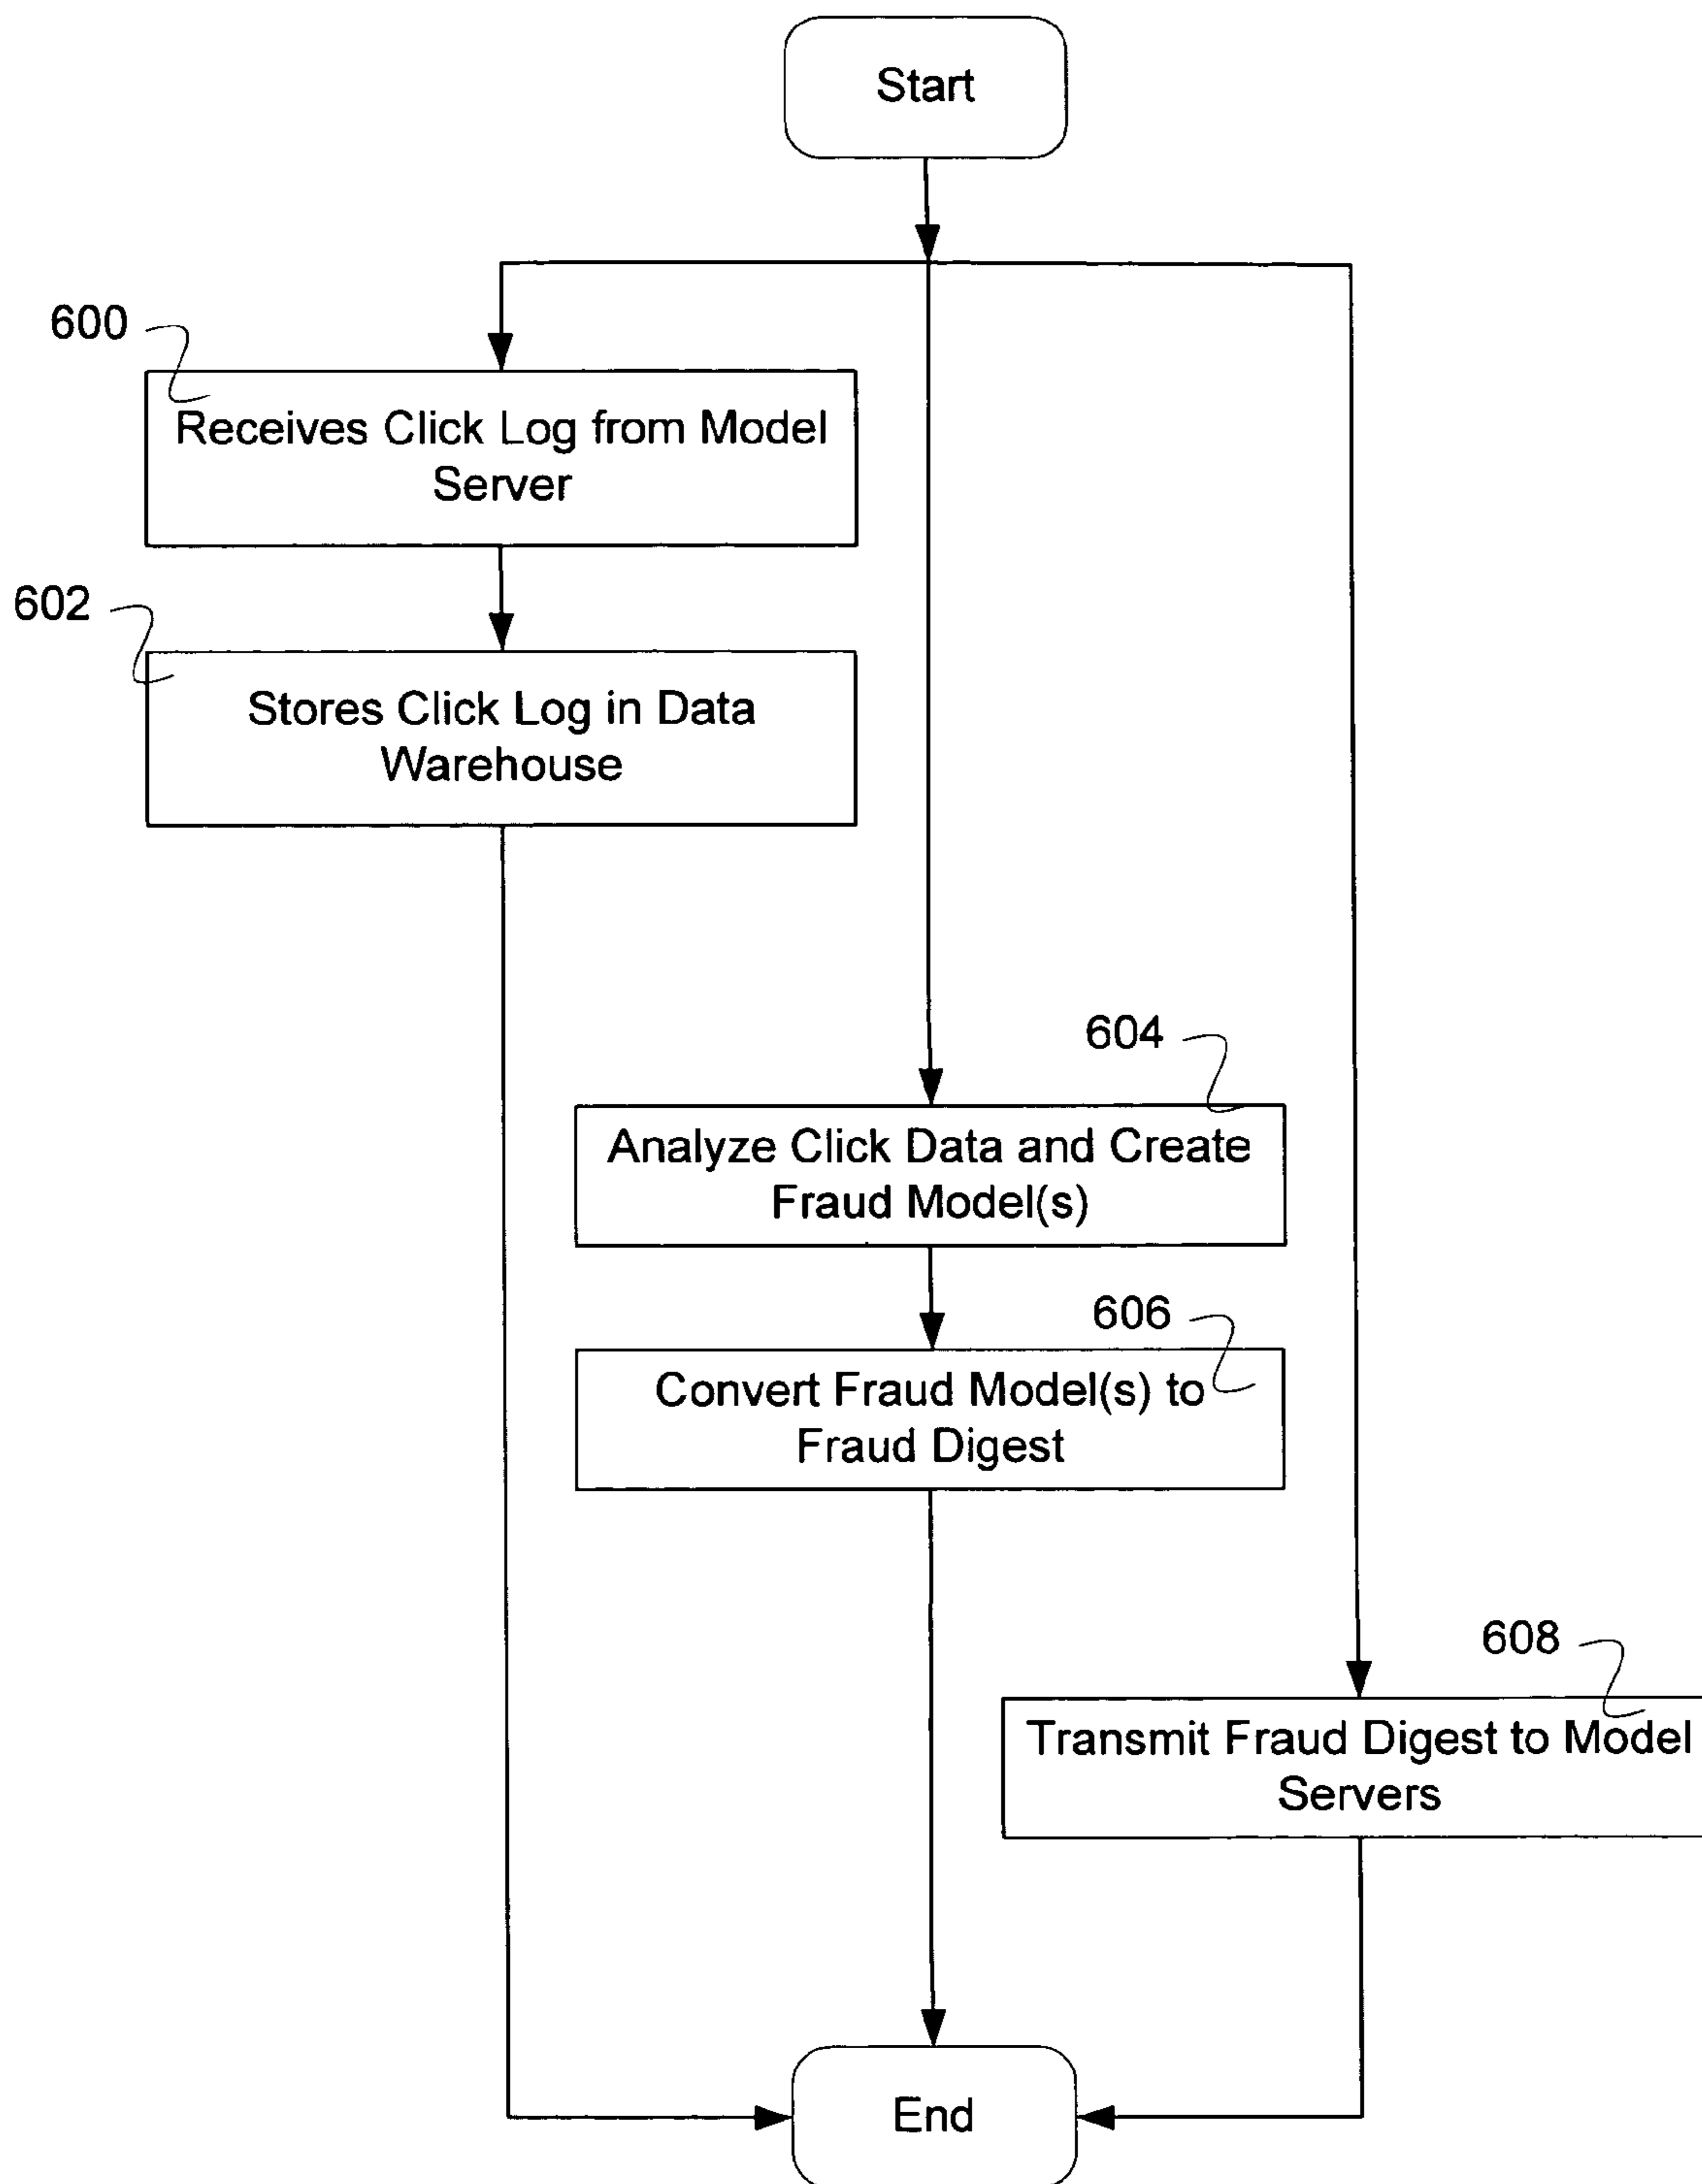 Start
600
Receives Click Log from Model
Server
602
Stores Click Log in Data
Warehouse
604
Analyze Click Data and Create
Fraud Model(s)
606
Convert Fraud Model(s) to
Fraud Digest
608
Transmit Fraud Digest to Model
Servers
End